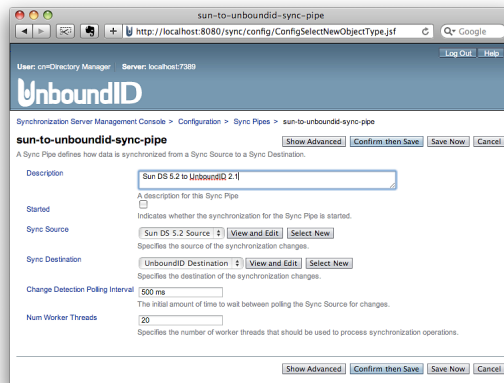 sun-to-unboundid-sync-pipe
http://localhost:8080/sync/config/ConfigSelectNewObjectType.jsf
Google
Log Out Help
User: cn=Directory Manager Server: localhost:7389
UnboundID
Synchronization Server Management Console > Configuration > Sync Pipes > sun-to-unboundid-sync-pipe
sun-to-unboundid-sync-pipe
Show Advanced Confirm then Save Save Now Cancel
A Sync Pipe defines how data is synchronized from a Sync Source to a Sync Destination.
Description
Sun DS 5.2 to UnboundID 2.1
A description for this Sync Pipe
Started
Indicates whether the synchronization for the Sync Pipe is started.
Sync Source
Sun DS 5.2 Source View and Edit Select New
Specifies the source of the synchronization changes.
Sync Destination
UnboundID Destination View and Edit Select New
Specifies the destination of the synchronization changes.
Change Detection Polling Interval
500 ms
The initial amount of time to wait between polling the Sync Source for changes.
Num Worker Threads
20
Specifies the number of worker threads that should be used to process synchronization operations.
Show Advanced Confirm then Save Save Now Cancel